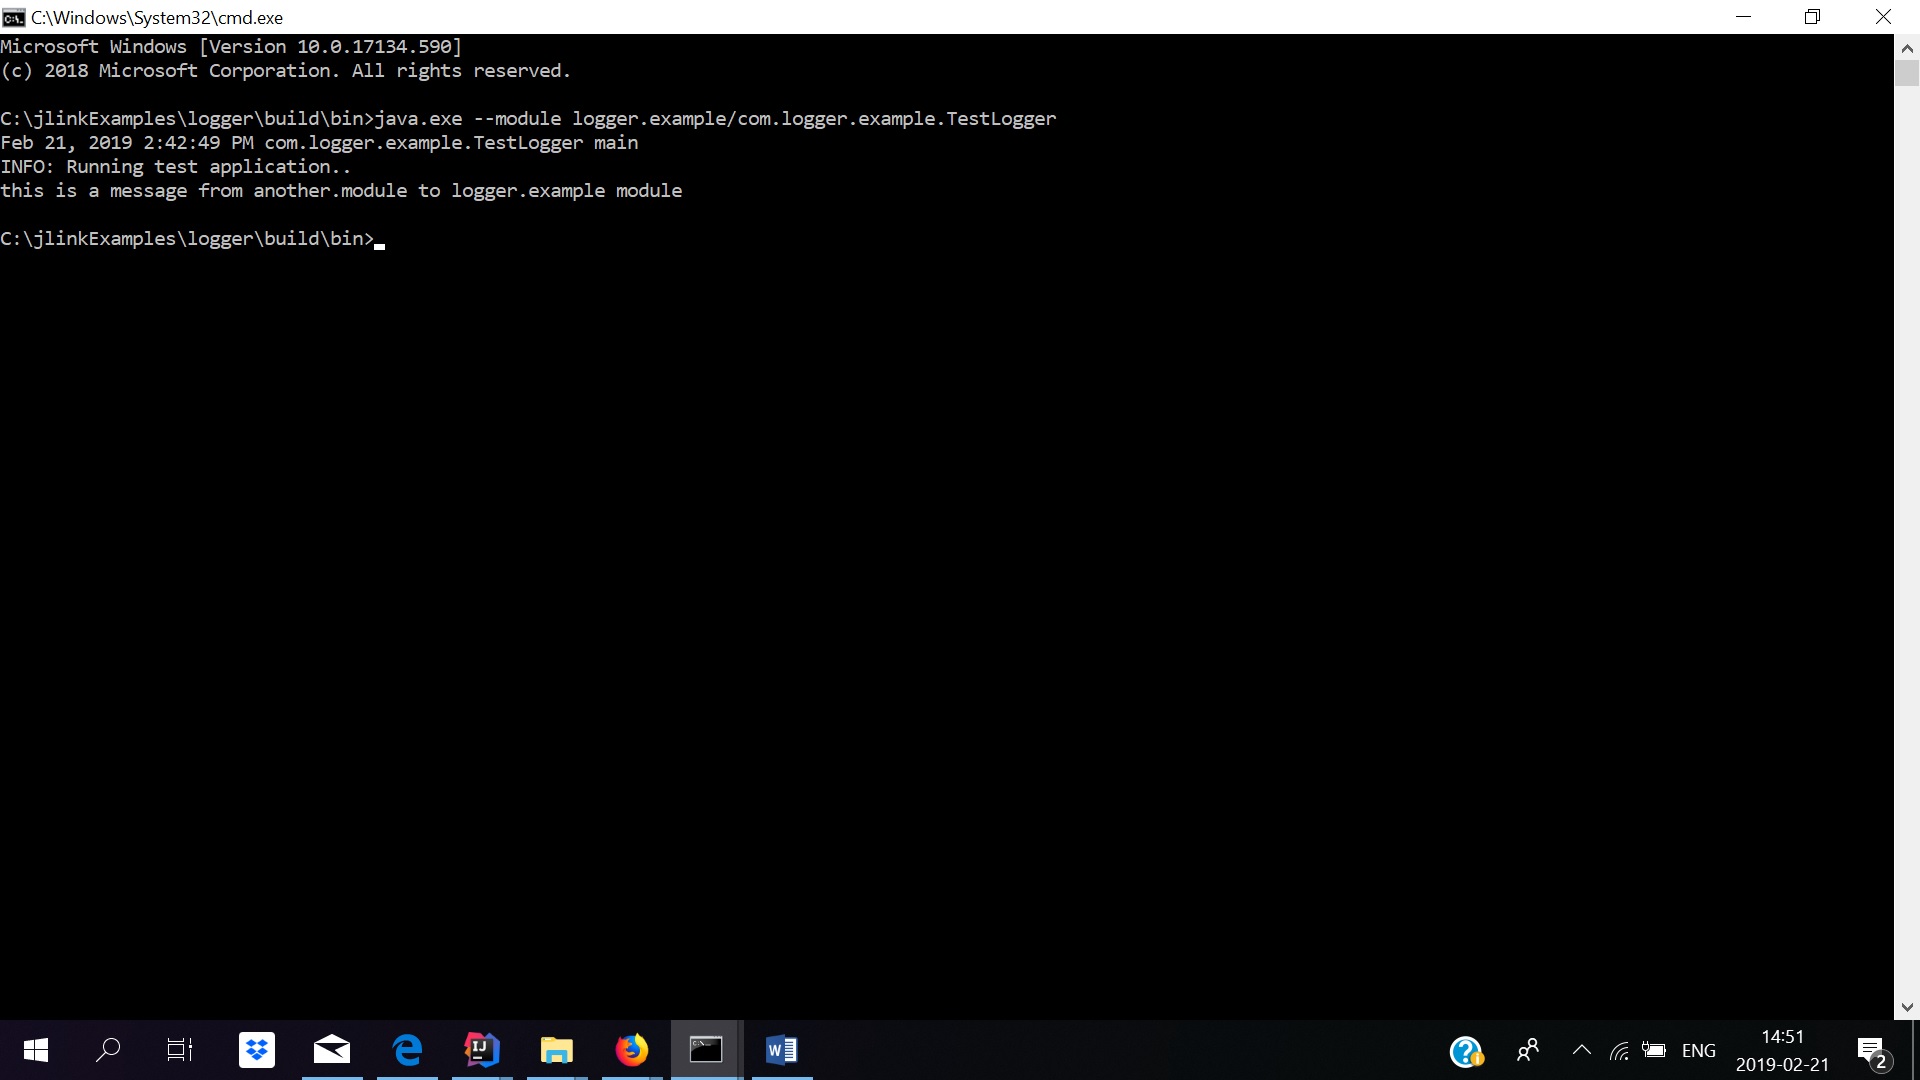 C:\Windows\System32\cmd.exe
Microsoft Windows [Version 10.0.17134.590]
(c) 2018 Microsoft Corporation. All rights reserved.
C:\jlinkExamples\logger\build\bin>java.exe --module logger.example/com.logger.example.TestLogger
Feb 21, 2019 2:42:49 PM com.logger.example.TestLogger main
INFO: Running test application..
this is a message from another.module to logger.example module
C:\jlinkExamples\logger\build\bin>
ENG
14:51
2019-02-21
2